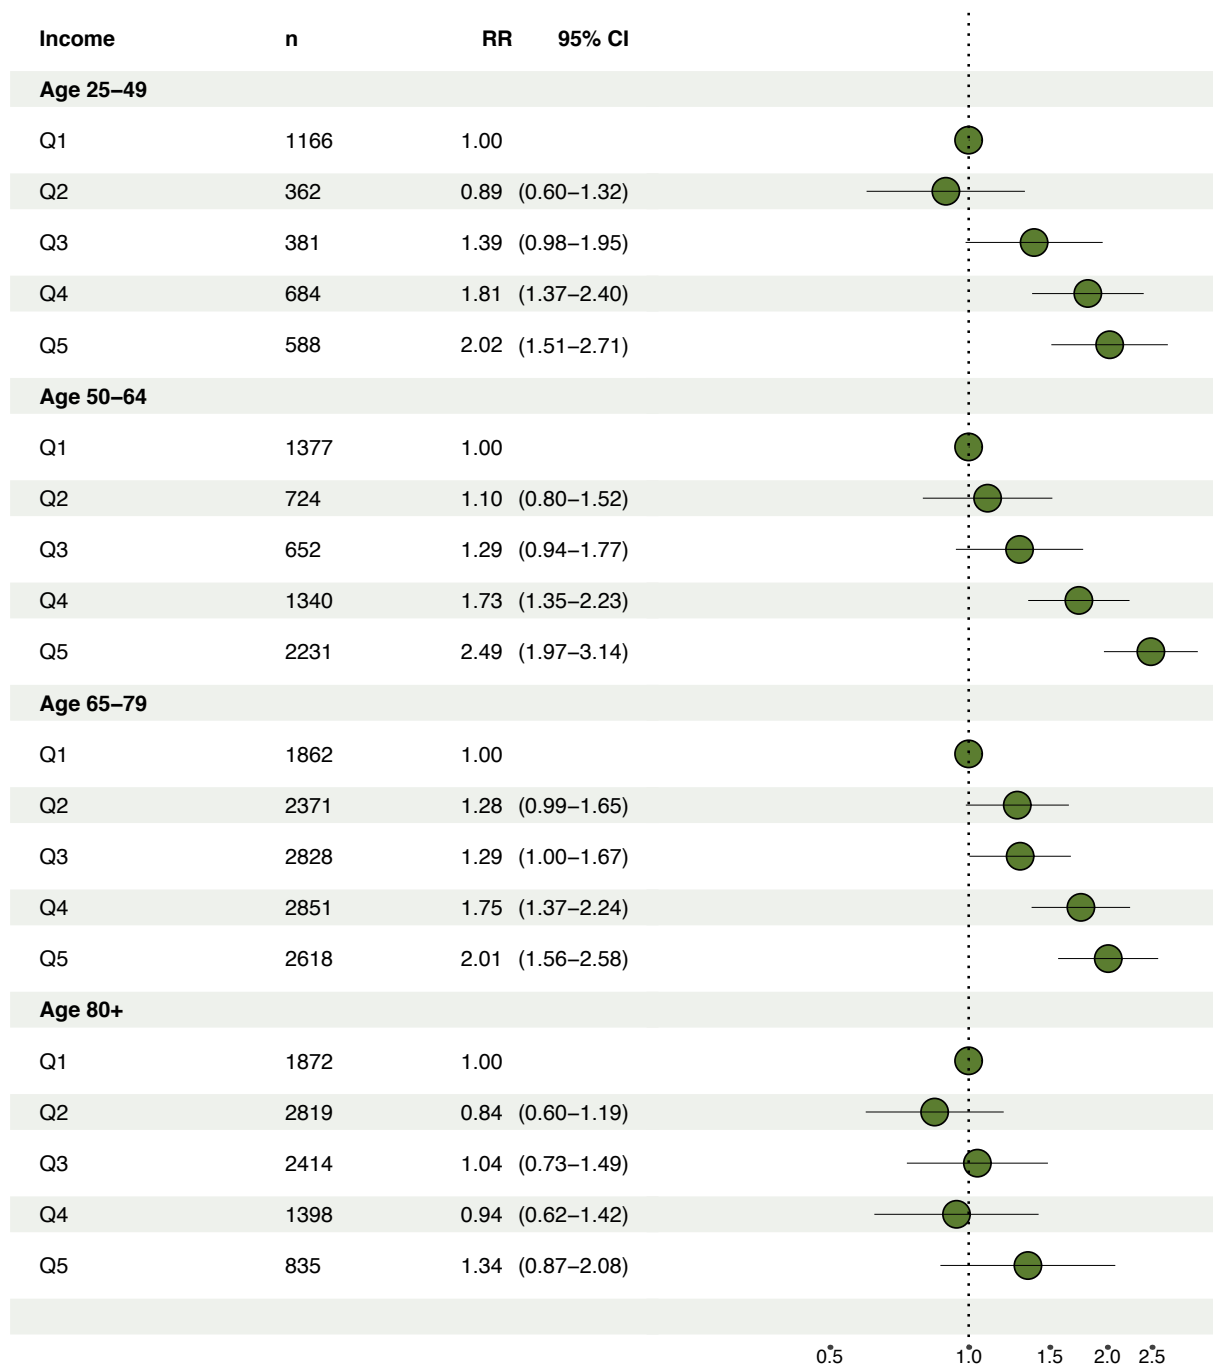 Income n RR 95% CI
Age 25–49
Q1 1166 1.00
Q2 362 0.89 (0.60–1.32)
Q3 381 1.39 (0.98–1.95)
Q4 684 1.81 (1.37–2.40)
Q5 588 2.02 (1.51–2.71)
Age 50–64
Q1 1377 1.00
Q2 724 1.10 (0.80–1.52)
Q3 652 1.29 (0.94–1.77)
Q4 1340 1.73 (1.35–2.23)
Q5 2231 2.49 (1.97–3.14)
Age 65–79
Q1 1862 1.00
Q2 2371 1.28 (0.99–1.65)
Q3 2828 1.29 (1.00–1.67)
Q4 2851 1.75 (1.37–2.24)
Q5 2618 2.01 (1.56–2.58)
Age 80+
Q1 1872 1.00
Q2 2819 0.84 (0.60–1.19)
Q3 2414 1.04 (0.73–1.49)
Q4 1398 0.94 (0.62–1.42)
Q5 835 1.34 (0.87–2.08)
0.5 1.0 1.5 2.0 2.5